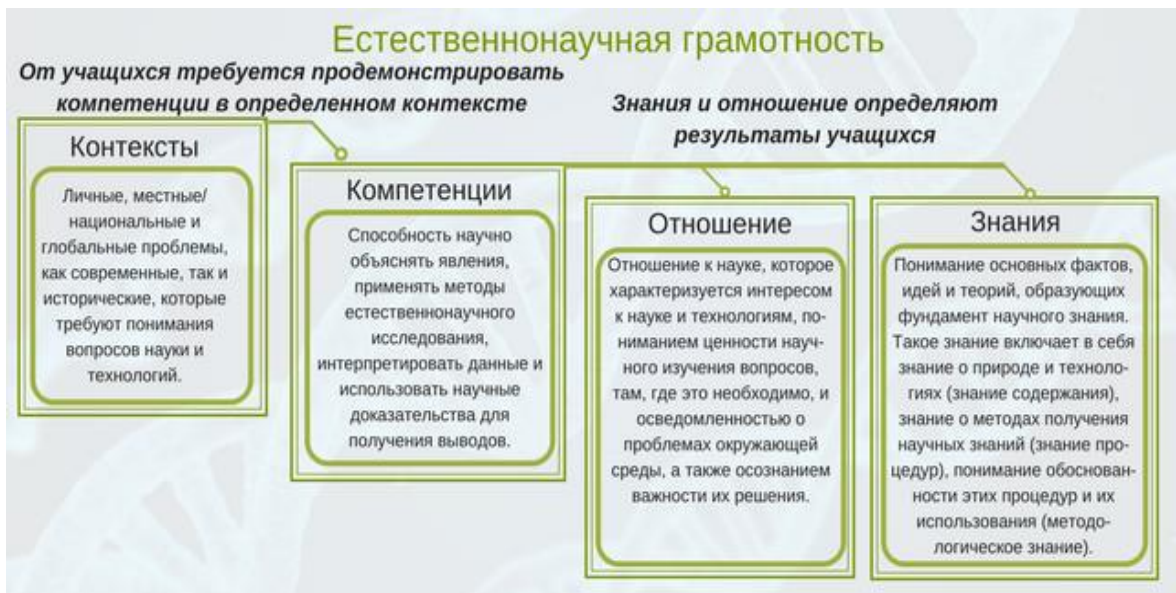 Естественнонаучная грамотность
От учащихся требуется продемонстрировать
компетенции в определенном контексте
Знания и отношение определяют
результаты учащихся
Контексты
Личные, местные/
национальные и
глобальные проблемы,
как современные, так и
исторические, которые
требуют понимания
вопросов науки и
технологий.
Компетенции
Способность научно
объяснять явления,
применять методы
естественнонаучного
исследования,
интерпретировать данные и
использовать научные
доказательства для
получения выводов.
Отношение
Отношение к науке, которое
характеризуется интересом
к науке и технологиям, по-
ниманием ценности науч-
ного изучения вопросов,
там, где это необходимо, и
осведомленностью о
проблемах окружающей
среды, а также осознанием
важности их решения.
Знания
Понимание основных фактов,
идей и теорий, образующих
фундамент научного знания.
Такое знание включает в себя
знание о природе и техноло-
гиях (знание содержания),
знание о методах получения
научных знаний (знание про-
цедур), понимание обоснован-
ности этих процедур и их
использования (методо-
логическое знание).